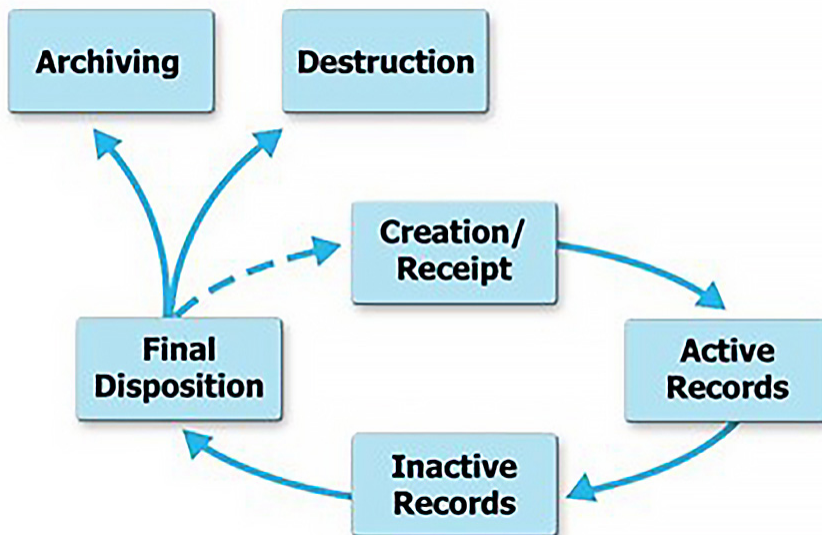 Archiving
Destruction
Creation/
Receipt
Final
Disposition
Active
Records
Inactive
Records